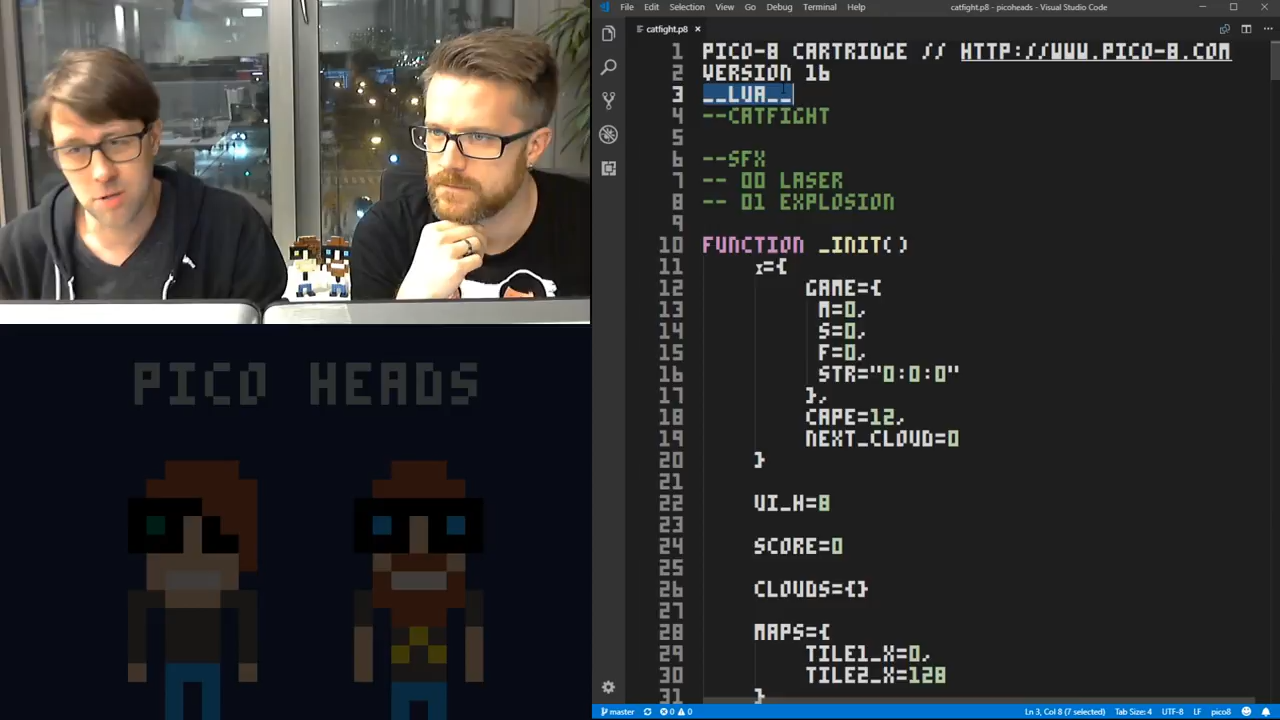 File Edit Selection View Go Debug Terminal Help
catfight.p8 - picoheads - Visual Studio Code
catfight.p8
1 PICO-8 CARTRIDGE // HTTP://WWW.PICO-8.COM
2 VERSION 16
3 __LUA__
4 --CATFIGHT
5
6 --SFX
7 -- 00 LASER
8 -- 01 EXPLOSION
9
10 FUNCTION _INIT()
11 T={
12 GAME={
13 M=0,
14 S=0,
15 F=0,
16 STR="0:0:0"
17 },
18 CAPE=12,
19 NEXT_CLOUD=0
20 }
21
22 UI_H=8
23
24 SCORE=0
25
26 CLOUDS={}
27
28 MAPS={
29 TILE1_X=0,
30 TILE2_X=128
31 }
PICO HEADS
master 0 0 Ln 3, Col 8 (7 selected) Tab Size: 4 UTF-8 LF pico8